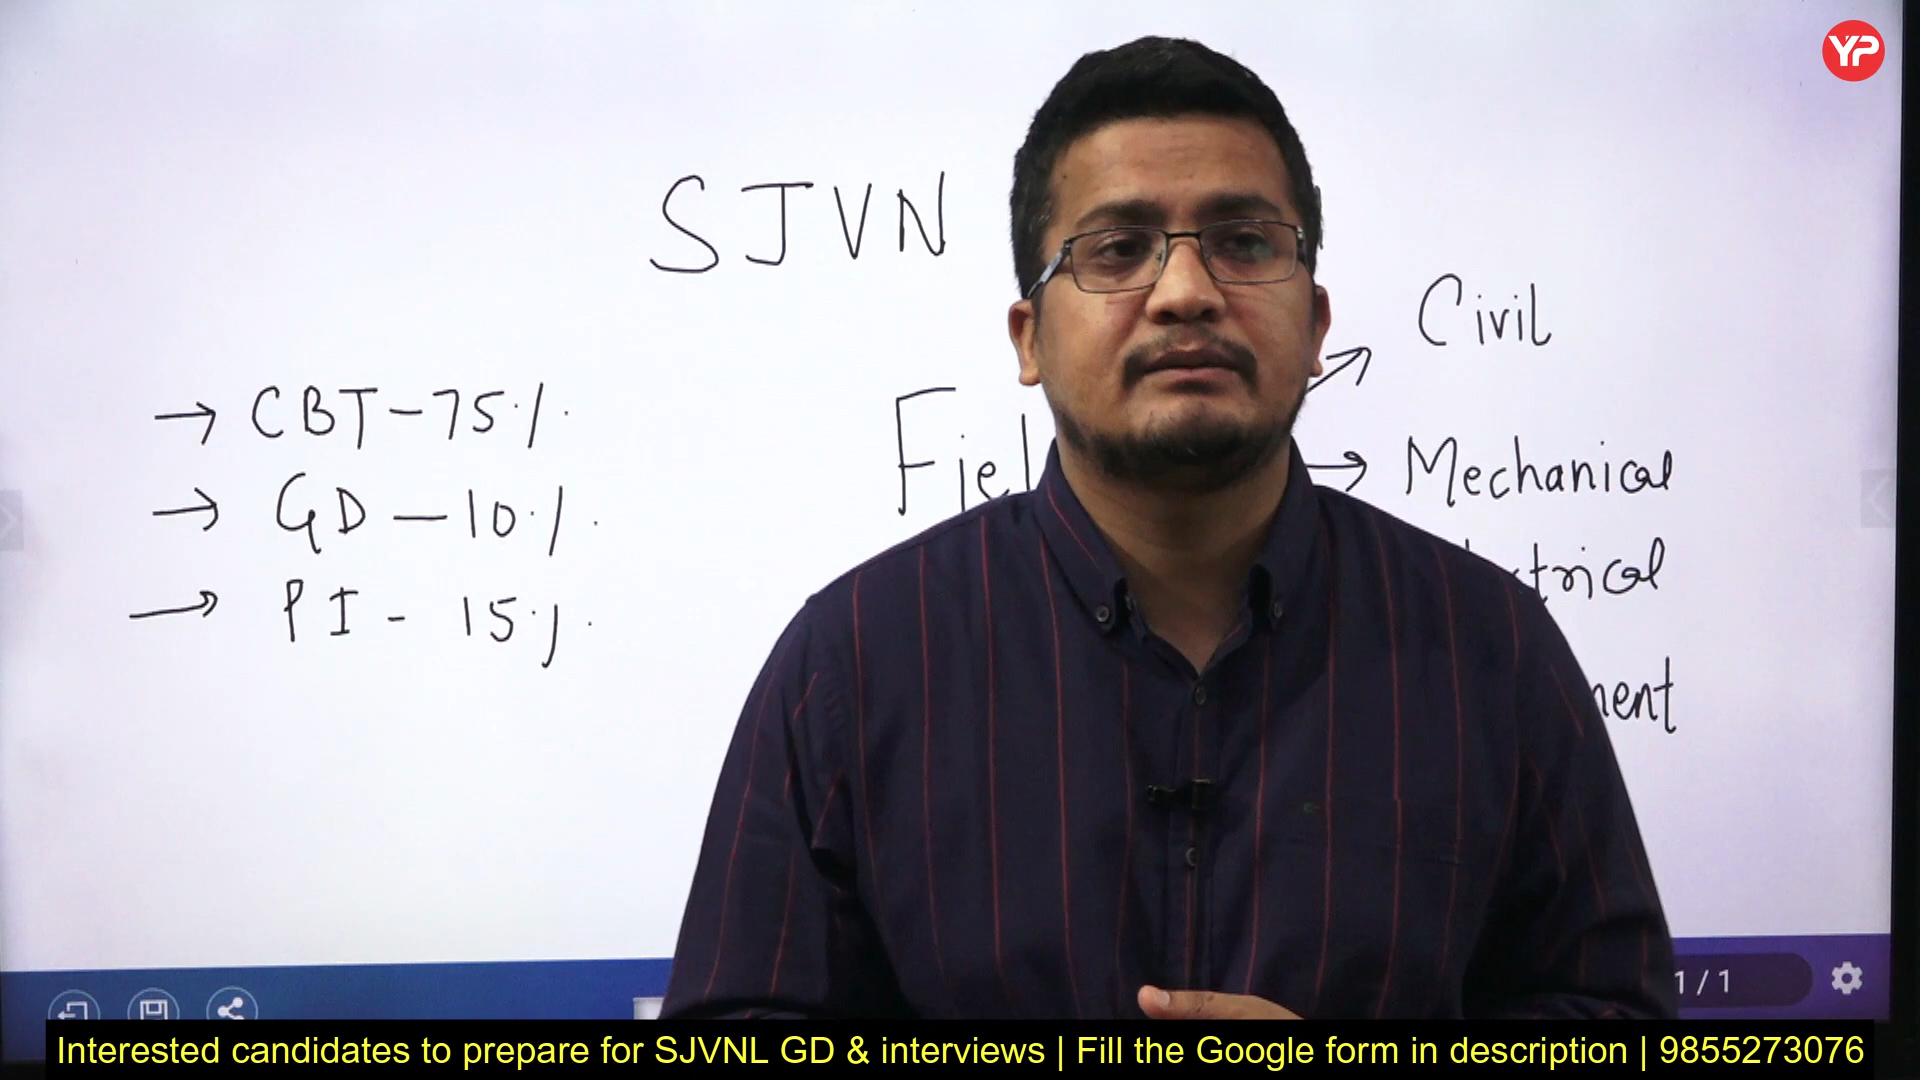 YP
SJVN
Civil
→ CBT-75%.
→ GD-10%.
→ PI-15%.
→ Mechanical
1/1
Interested candidates to prepare for SJVNL GD & interviews | Fill the Google form in description | 9855273076